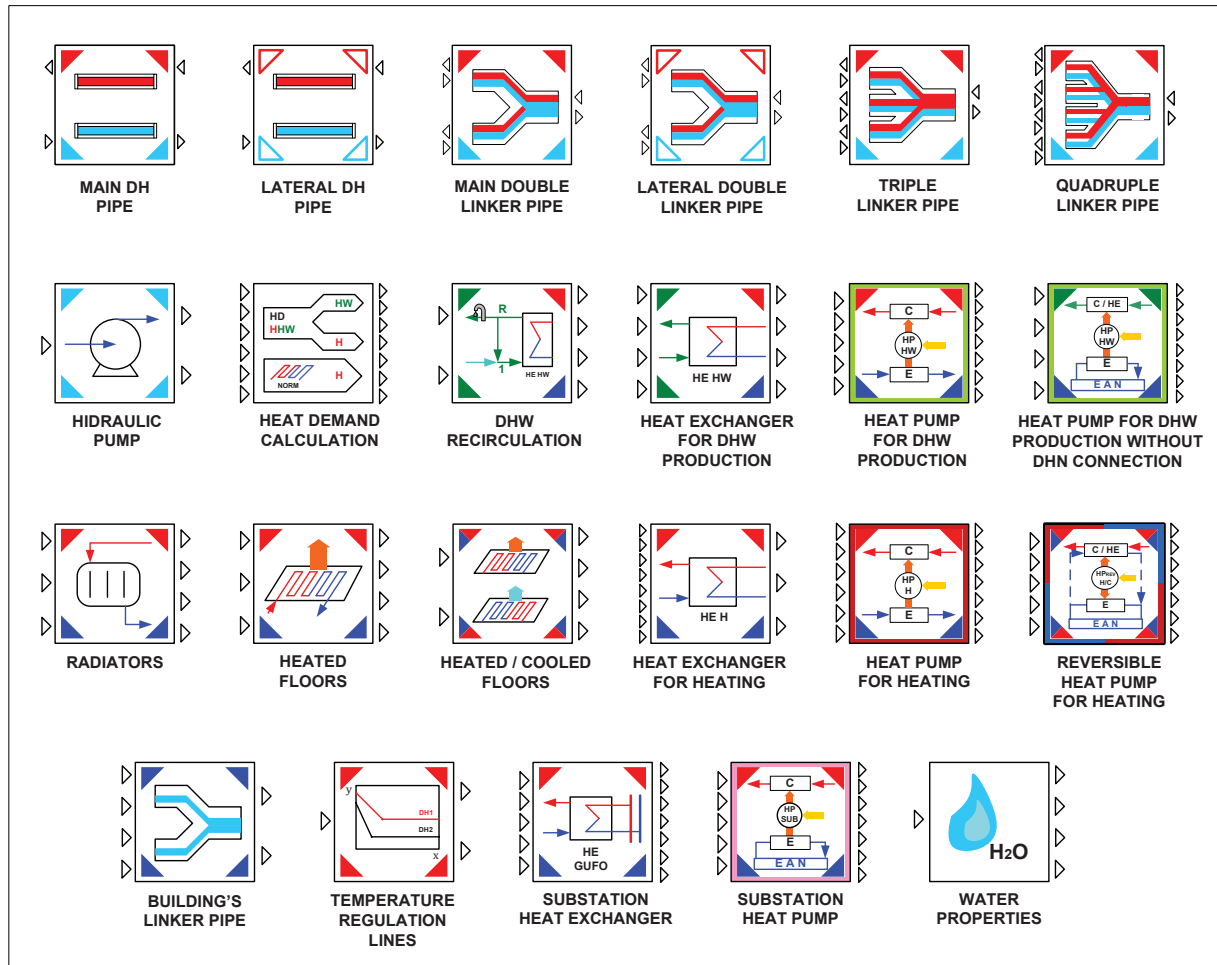 MAIN DH
PIPE
LATERAL DH
PIPE
MAIN DOUBLE
LINKER PIPE
LATERAL DOUBLE
LINKER PIPE
TRIPLE
LINKER PIPE
QUADRUPLE
LINKER PIPE
HIDRAULIC
PUMP
HW
HD
HHW
H
H
NORM
HEAT DEMAND
CALCULATION
R
1
HE HW
DHW
RECIRCULATION
HE HW
HEAT EXCHANGER
FOR DHW
PRODUCTION
C
HP
HW
E
HEAT PUMP
FOR DHW
PRODUCTION
C / HE
HP
HW
E
E A N
HEAT PUMP FOR DHW
PRODUCTION WITHOUT
DHN CONNECTION
RADIATORS
HEATED
FLOORS
HEATED / COOLED
FLOORS
HE H
HEAT EXCHANGER
FOR HEATING
C
HP
H
E
HEAT PUMP
FOR HEATING
C / HE
HPREV
H/C
E
E A N
REVERSIBLE
HEAT PUMP
FOR HEATING
BUILDING'S
LINKER PIPE
y
DH1
DH2
x
TEMPERATURE
REGULATION
LINES
HE
GUFO
SUBSTATION
HEAT EXCHANGER
C
HP
SUB
E
E A N
SUBSTATION
HEAT PUMP
H2O
WATER
PROPERTIES